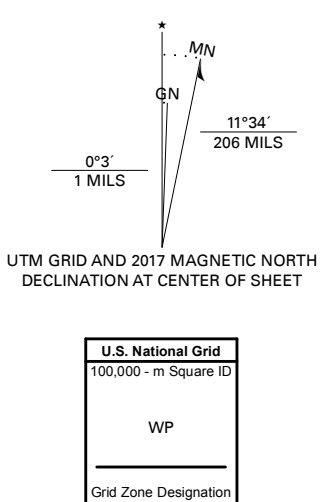 ★
MN
GN
11°34´
206 MILS
0°3´
1 MILS
UTM GRID AND 2017 MAGNETIC NORTH
DECLINATION AT CENTER OF SHEET
U.S. National Grid
100,000 - m Square ID
WP
Grid Zone Designation